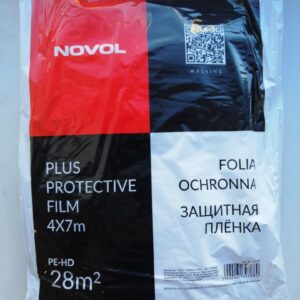 NOVOL
MASKING
PLUS
PROTECTIVE
FILM
4X7m
PE-HD
28m²
FOLIA
OCHRONNA
ЗАЩИТНАЯ
ПЛЁНКА